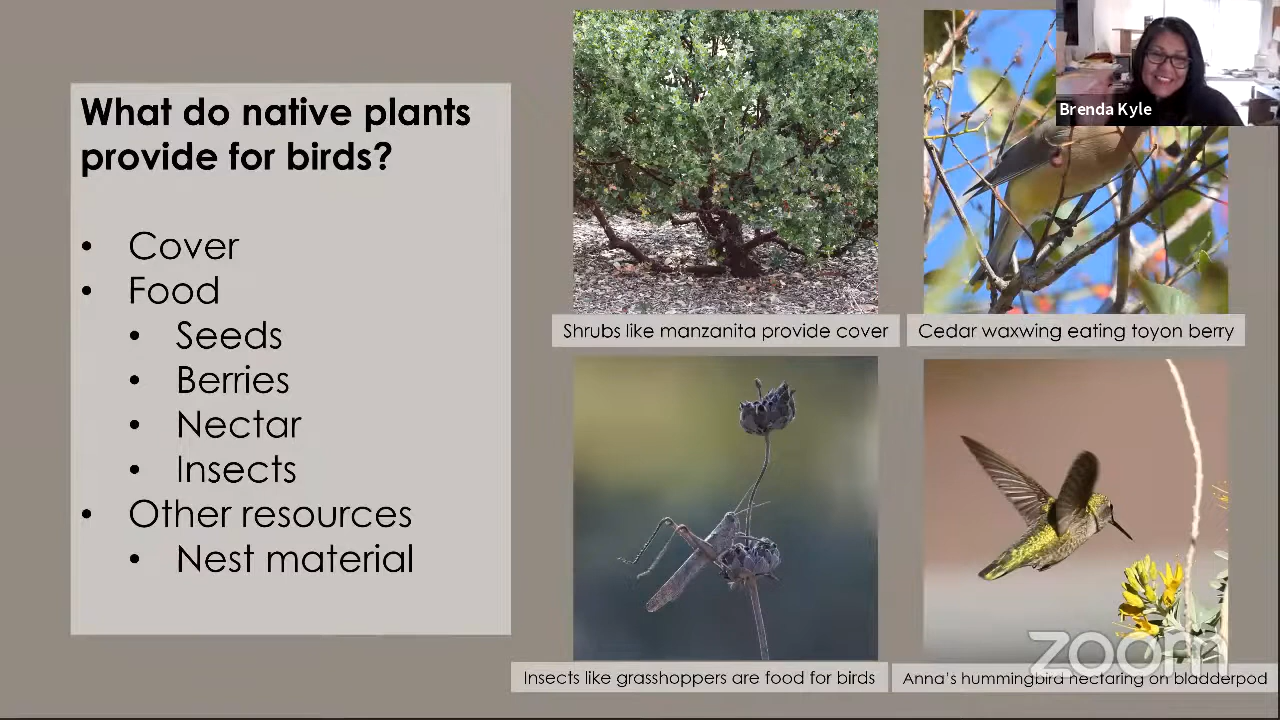 What do native plants
provide for birds?
• Cover
• Food
• Seeds
• Berries
• Nectar
• Insects
• Other resources
• Nest material
Shrubs like manzanita provide cover
Brenda Kyle
Cedar waxwing eating toyon berry
Insects like grasshoppers are food for birds
Anna's hummingbird nectaring on bladderpod
zoom